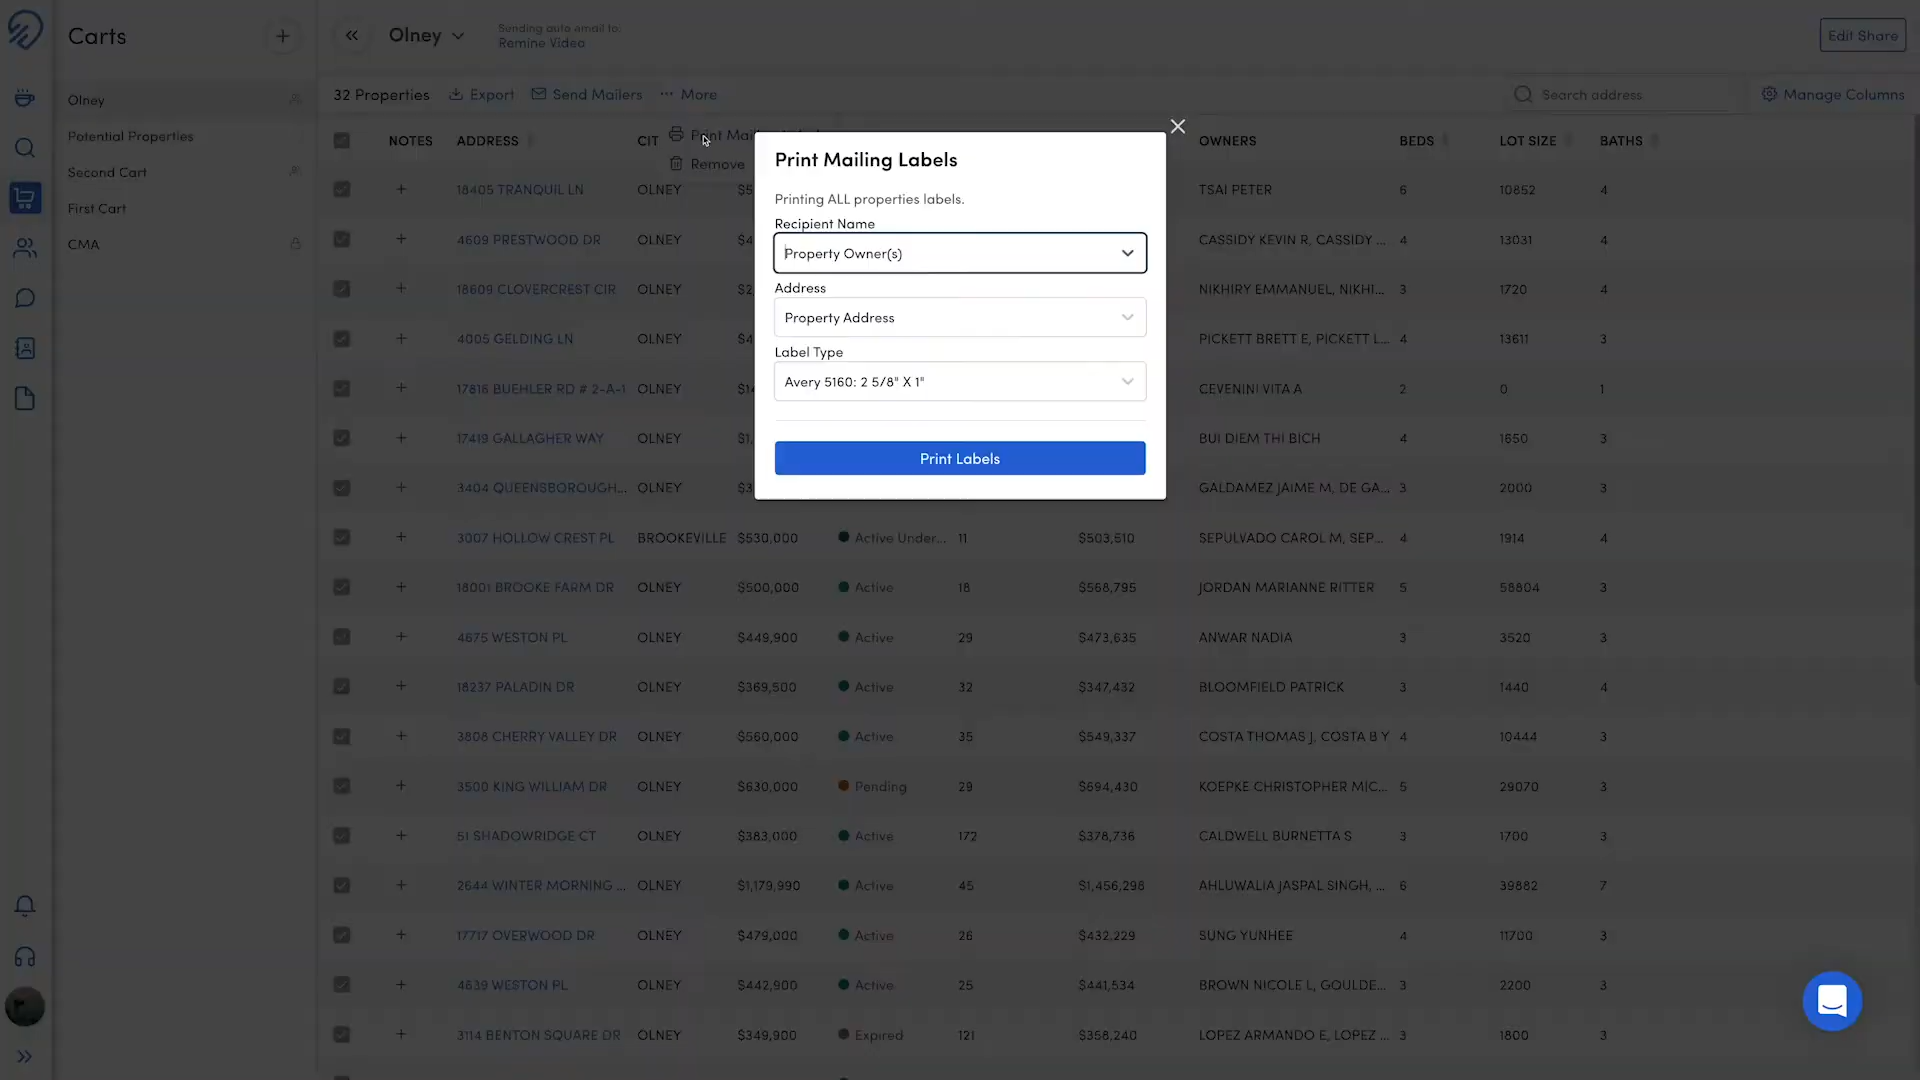 Carts
Olney
Sending auto email to:
Remine Video
Edit Share
Olney
Potential Properties
Second Cart
First Cart
CMA
32 Properties Export Send Mailers More
Search address
Manage Columns
Print Mai
Remove
NOTES ADDRESS CIT OWNERS BEDS LOT SIZE BATHS
Print Mailing Labels
Printing ALL properties labels.
Recipient Name
Property Owner(s)
Address
Property Address
Label Type
Avery 5160: 2 5/8" X 1"
Print Labels
18405 TRANQUIL LN OLNEY $5 TSAI PETER 6 10852 4
4609 PRESTWOOD DR OLNEY $4 CASSIDY KEVIN R, CASSIDY ... 4 13031 4
18609 CLOVERCREST CIR OLNEY $2, NIKHIRY EMMANUEL, NIKHI... 3 1720 4
4005 GELDING LN OLNEY $4 PICKETT BRETT E, PICKETT L... 4 13611 3
17816 BUEHLER RD # 2-A-1 OLNEY $14 CEVENINI VITA A 2 0 1
17419 GALLAGHER WAY OLNEY $1, BUI DIEM THI BICH 4 1650 3
3404 QUEENSBOROUGH... OLNEY $3 GALDAMEZ JAIME M, DE GA... 3 2000 3
3007 HOLLOW CREST PL BROOKEVILLE $530,000 Active Under... 11 $503,510 SEPULVADO CAROL M, SEP... 4 1914 4
18001 BROOKE FARM DR OLNEY $500,000 Active 18 $568,795 JORDAN MARIANNE RITTER 5 58804 3
4675 WESTON PL OLNEY $449,900 Active 29 $473,635 ANWAR NADIA 3 3520 3
18237 PALADIN DR OLNEY $369,500 Active 32 $347,432 BLOOMFIELD PATRICK 3 1440 4
3808 CHERRY VALLEY DR OLNEY $560,000 Active 35 $549,337 COSTA THOMAS J, COSTA B Y 4 10444 3
3500 KING WILLIAM DR OLNEY $630,000 Pending 29 $694,430 KOEPKE CHRISTOPHER MIC... 5 29070 3
51 SHADOWRIDGE CT OLNEY $383,000 Active 172 $378,736 CALDWELL BURNETTA S 3 1700 3
2644 WINTER MORNING ... OLNEY $1,179,990 Active 45 $1,456,298 AHLUWALIA JASPAL SINGH, ... 6 39882 7
17717 OVERWOOD DR OLNEY $479,000 Active 26 $432,229 SUNG YUNHEE 4 11700 3
4639 WESTON PL OLNEY $442,900 Active 25 $441,534 BROWN NICOLE L, GOULDE... 3 2200 3
3114 BENTON SQUARE DR OLNEY $349,900 Expired 121 $358,240 LOPEZ ARMANDO E, LOPEZ ... 3 1800 3